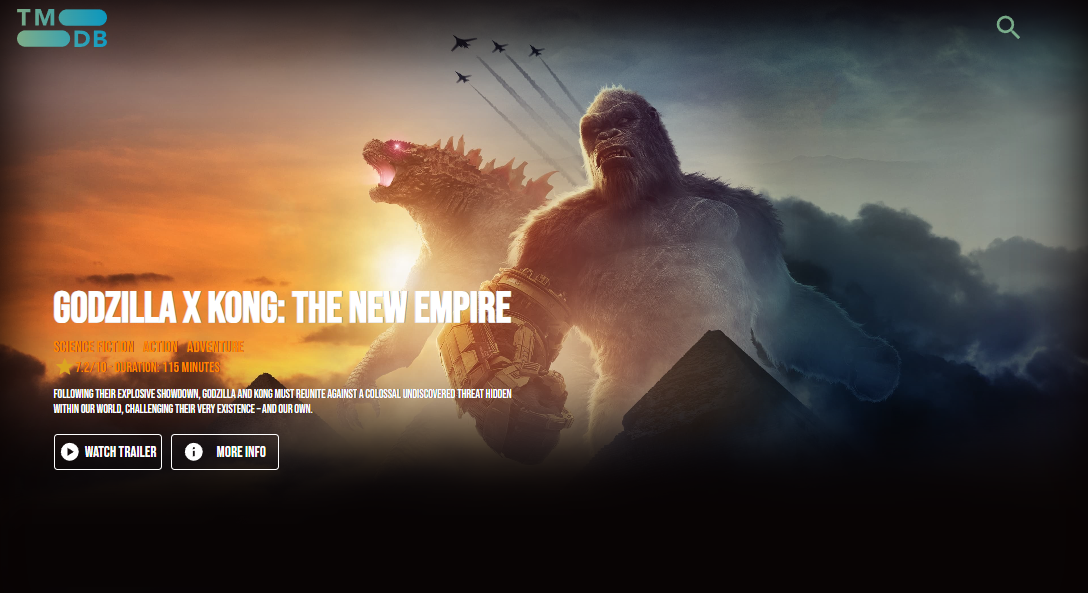 TM
DB
GODZILLA X KONG: THE NEW EMPIRE
SCIENCE FICTION ACTION ADVENTURE
7.2/10 DURATION: 115 MINUTES
FOLLOWING THEIR EXPLOSIVE SHOWDOWN, GODZILLA AND KONG MUST REUNITE AGAINST A COLOSSAL UNDISCOVERED THREAT HIDDEN
WITHIN OUR WORLD, CHALLENGING THEIR VERY EXISTENCE – AND OUR OWN.
WATCH TRAILER MORE INFO